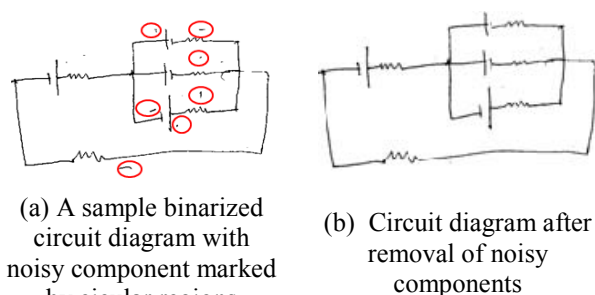 (a) A sample binarized
circuit diagram with
noisy component marked
(b) Circuit diagram after
removal of noisy
components